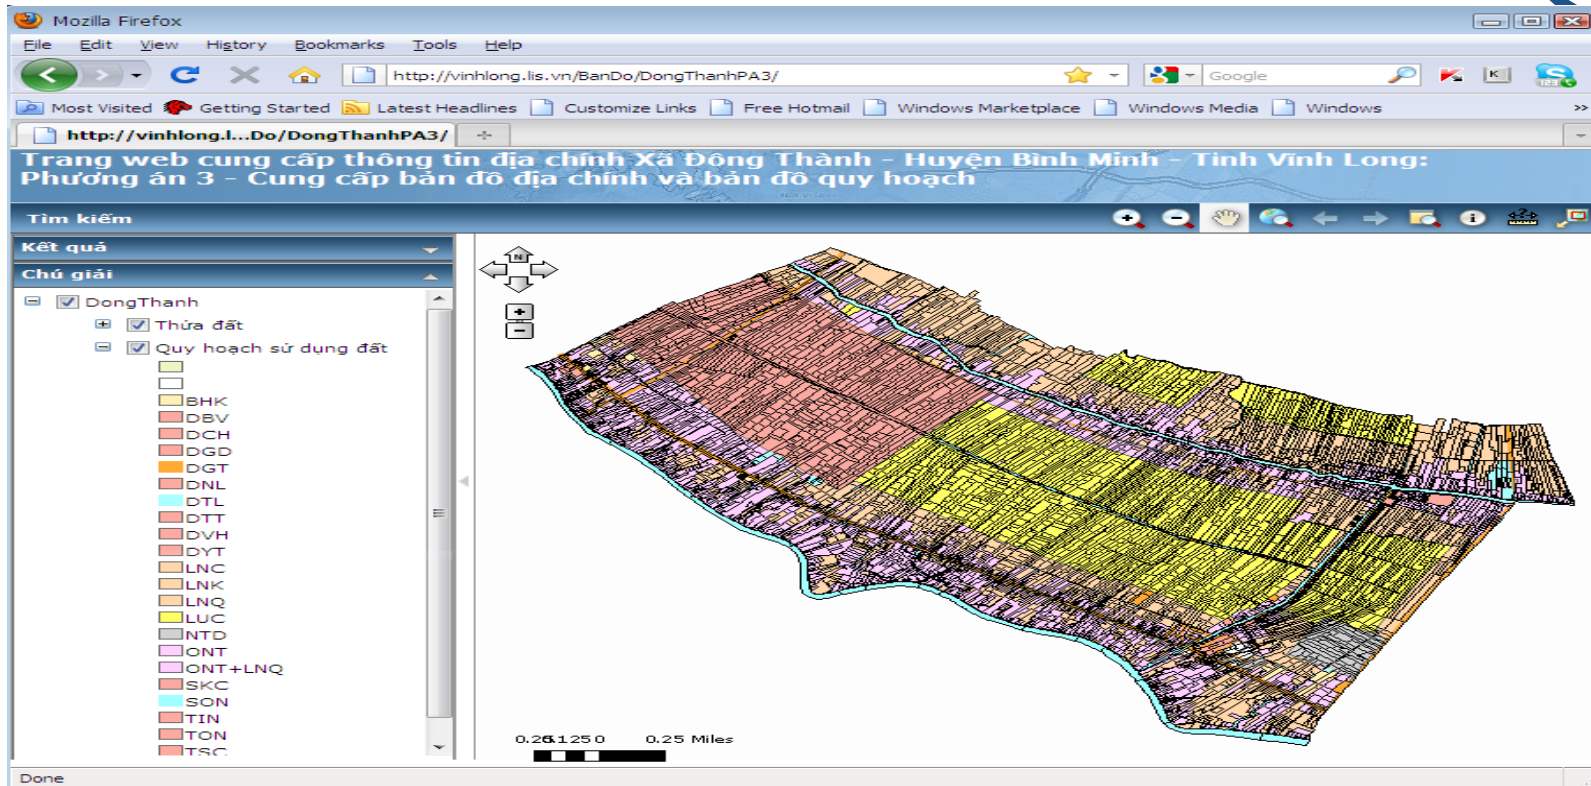 Mozilla Firefox
File Edit View History Bookmarks Tools Help
http://vinhlong.lis.vn/BanDo/DongThanhPA3/ Google
Most Visited Getting Started Latest Headlines Customize Links Free Hotmail Windows Marketplace Windows Media Windows »
http://vinhlong.l...Do/DongThanhPA3/
Trang web cung cấp thông tin địa chính Xã Đông Thành - Huyện Bình Minh - Tỉnh Vĩnh Long:
Phương án 3 - Cung cấp bản đồ địa chính và bản đồ quy hoạch
Tìm kiếm
Kết quả
Chú giải
N
DongThanh
Thửa đất
Quy hoạch sử dụng đất
BHK
DBV
DCH
DGD
DGT
DNL
DTL
DTT
DVH
DYT
LNC
LNK
LNQ
LUC
NTD
ONT
ONT+LNQ
SKC
SON
TIN
TON
TSC
0.25 Miles
Done